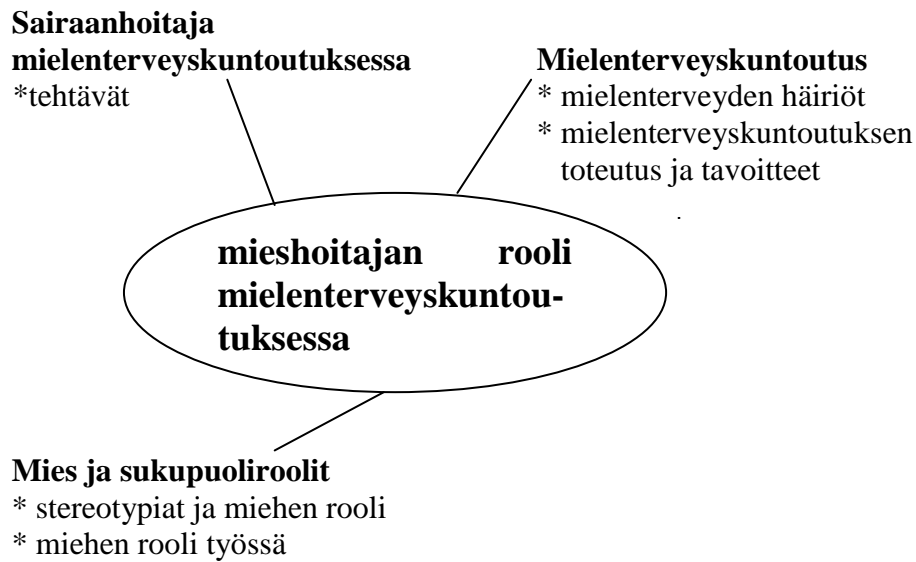 Sairaanhoitaja
mielenterveyskuntoutuksessa
*tehtävät
Mielenterveyskuntoutus
* mielenterveyden häiriöt
* mielenterveyskuntoutuksen
toteutus ja tavoitteet
.
mieshoitajan rooli
mielenterveyskuntou-
tuksessa
Mies ja sukupuoliroolit
* stereotypiat ja miehen rooli
* miehen rooli työssä